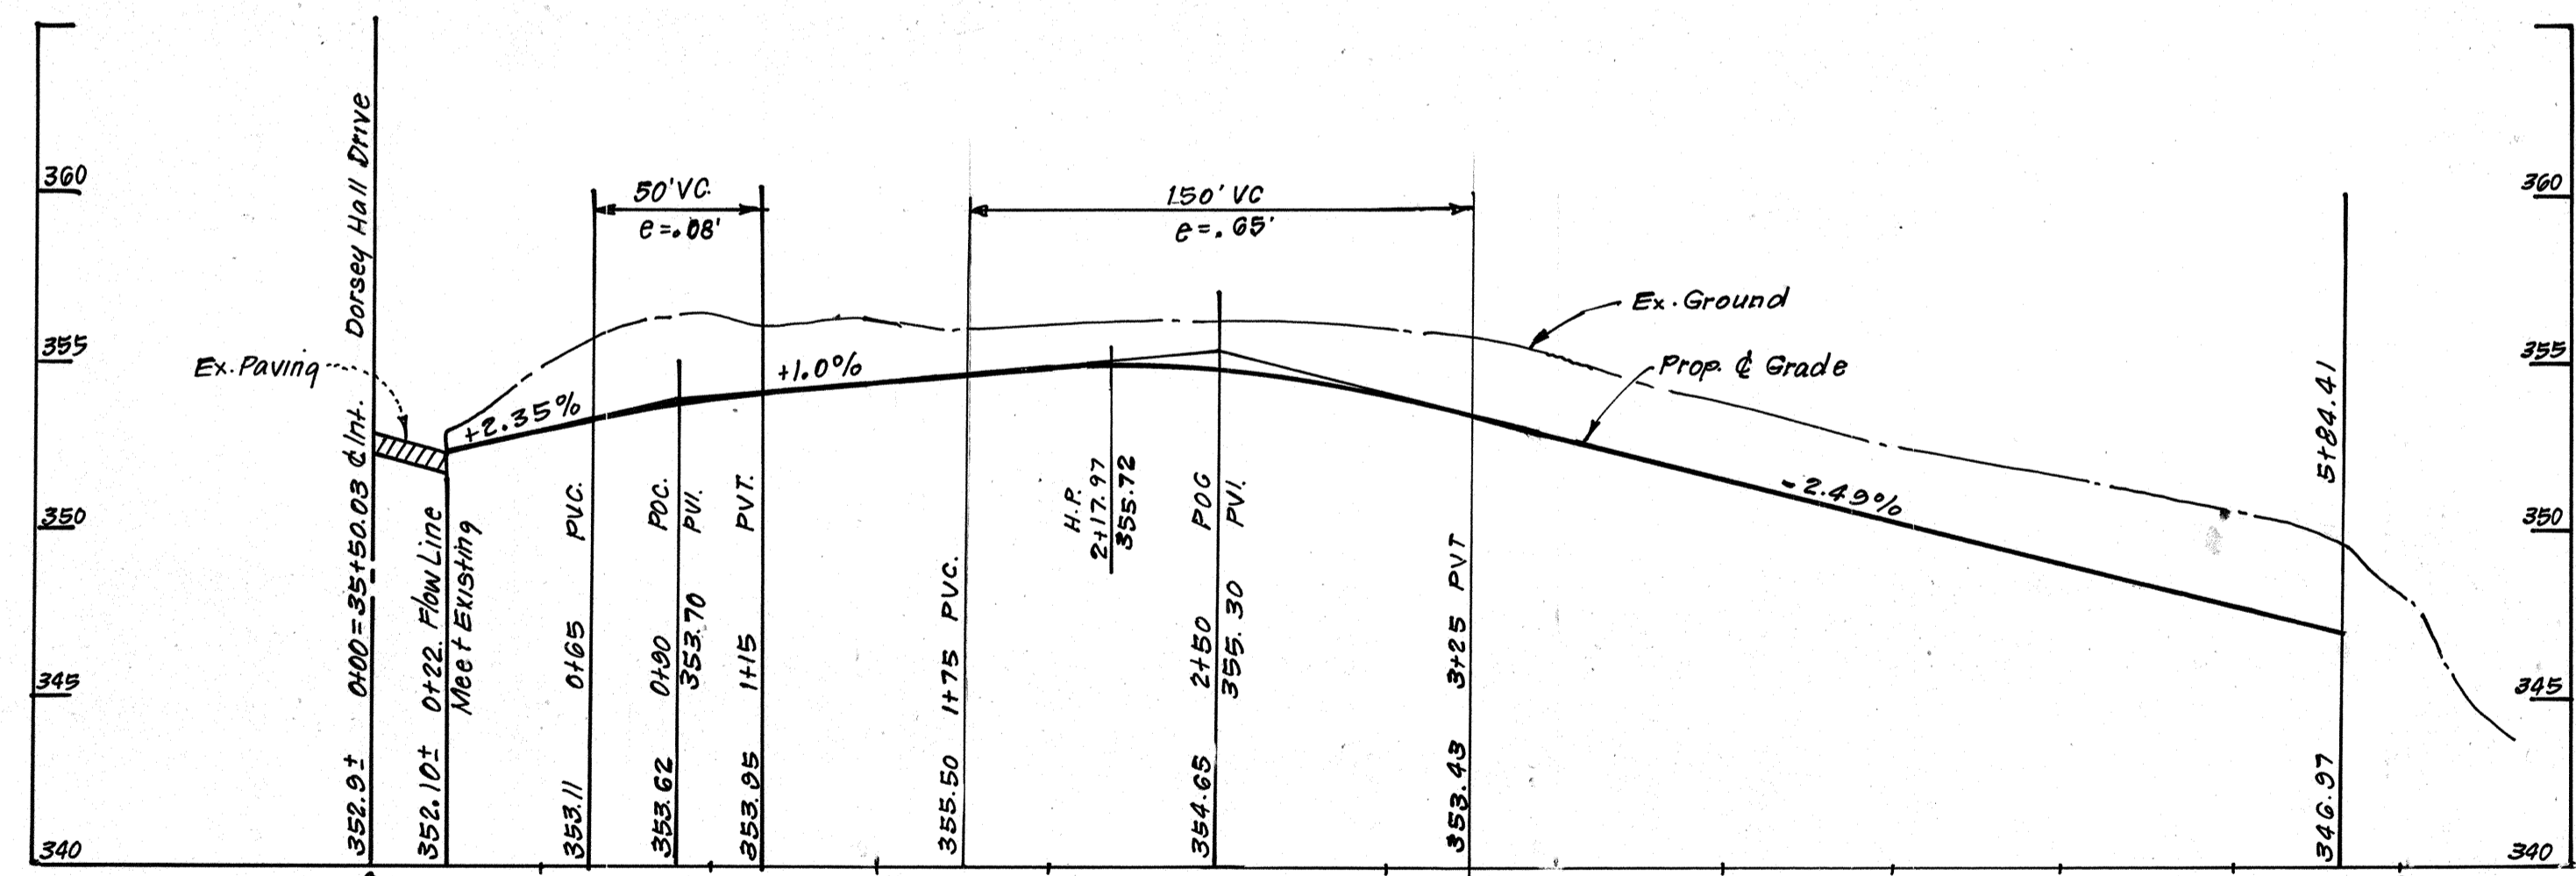 360
355
350
345
340
Ex. Paving
352.9± 0+00=35+50.03 ₵ Int. Dorsey Hall Drive
352.10± 0+22. Flow Line
Meet Existing
+2.35%
50' VC.
e=.08'
353.11 0+65 PVC.
353.62 0+90 POC.
353.70 PVI.
353.95 1+15 PVT.
+1.0%
150' VC
e=.65'
355.50 1+75 PVC.
H.P.
2+17.97
355.72
354.65 2+50 POG
355.30 PVI.
353.43 3+25 PVT
Ex. Ground
Prop. ₵ Grade
-2.49%
346.97 5+84.41
360
355
350
345
340